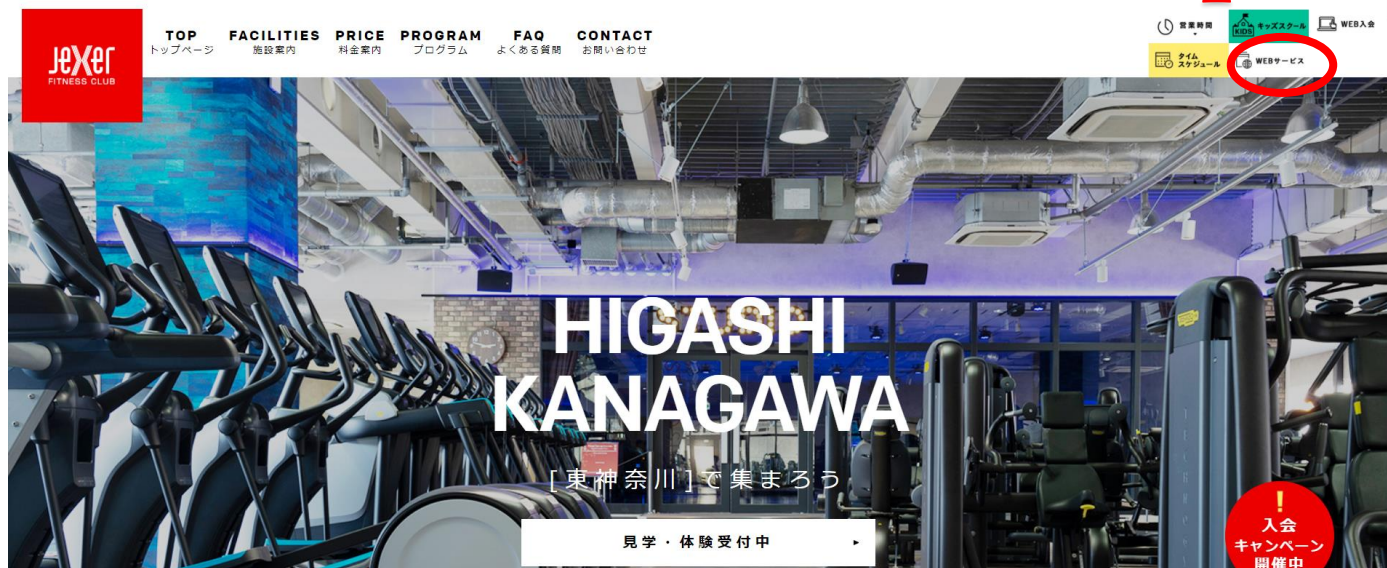 JEXER
FITNESS CLUB
TOP
トップページ
FACILITIES
施設案内
PRICE
料金案内
PROGRAM
プログラム
FAQ
よくある質問
CONTACT
お問い合わせ
営業時間
KIDS キッズスクール
WEB入会
タイム
スケジュール
WEBサービス
HIGASHI
KANAGAWA
[東神奈川]で集まろう
見学・体験受付中
!
入会
キャンペーン
開催中